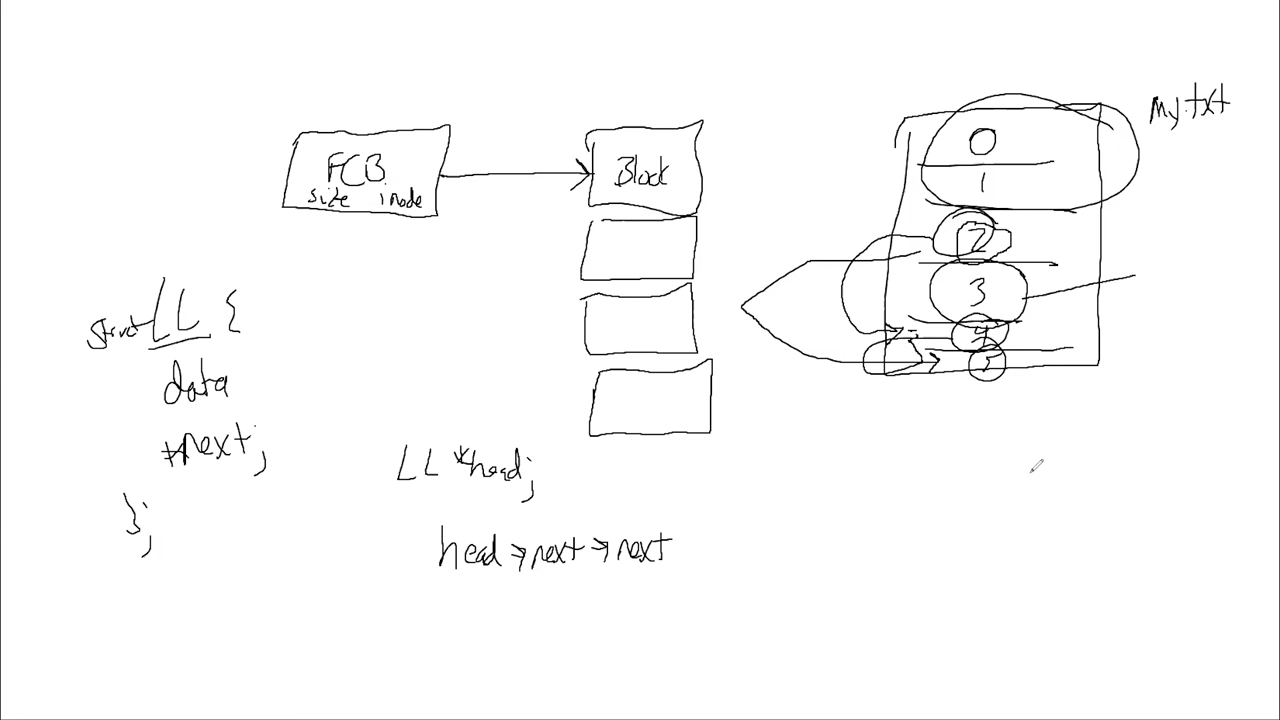 my.txt
FCB
size inode
Block
0
1
2
3
4
5
struct LL {
data
*next;
};
LL *head;
head→next→next